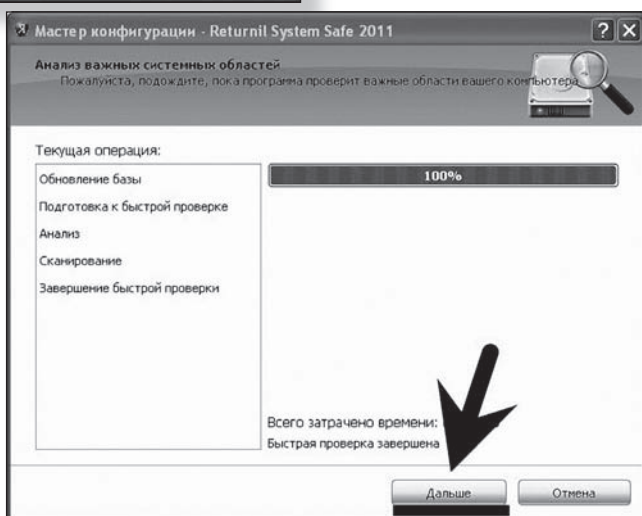 Мастер конфигурации - Returnil System Safe 2011
Анализ важных системных областей
Пожалуйста, подождите, пока программа проверит важные области вашего компьютера
Текущая операция:
Обновление базы
Подготовка к быстрой проверке
Анализ
Сканирование
Завершение быстрой проверки
100%
Всего затрачено времени:
Быстрая проверка завершена
Дальше
Отмена